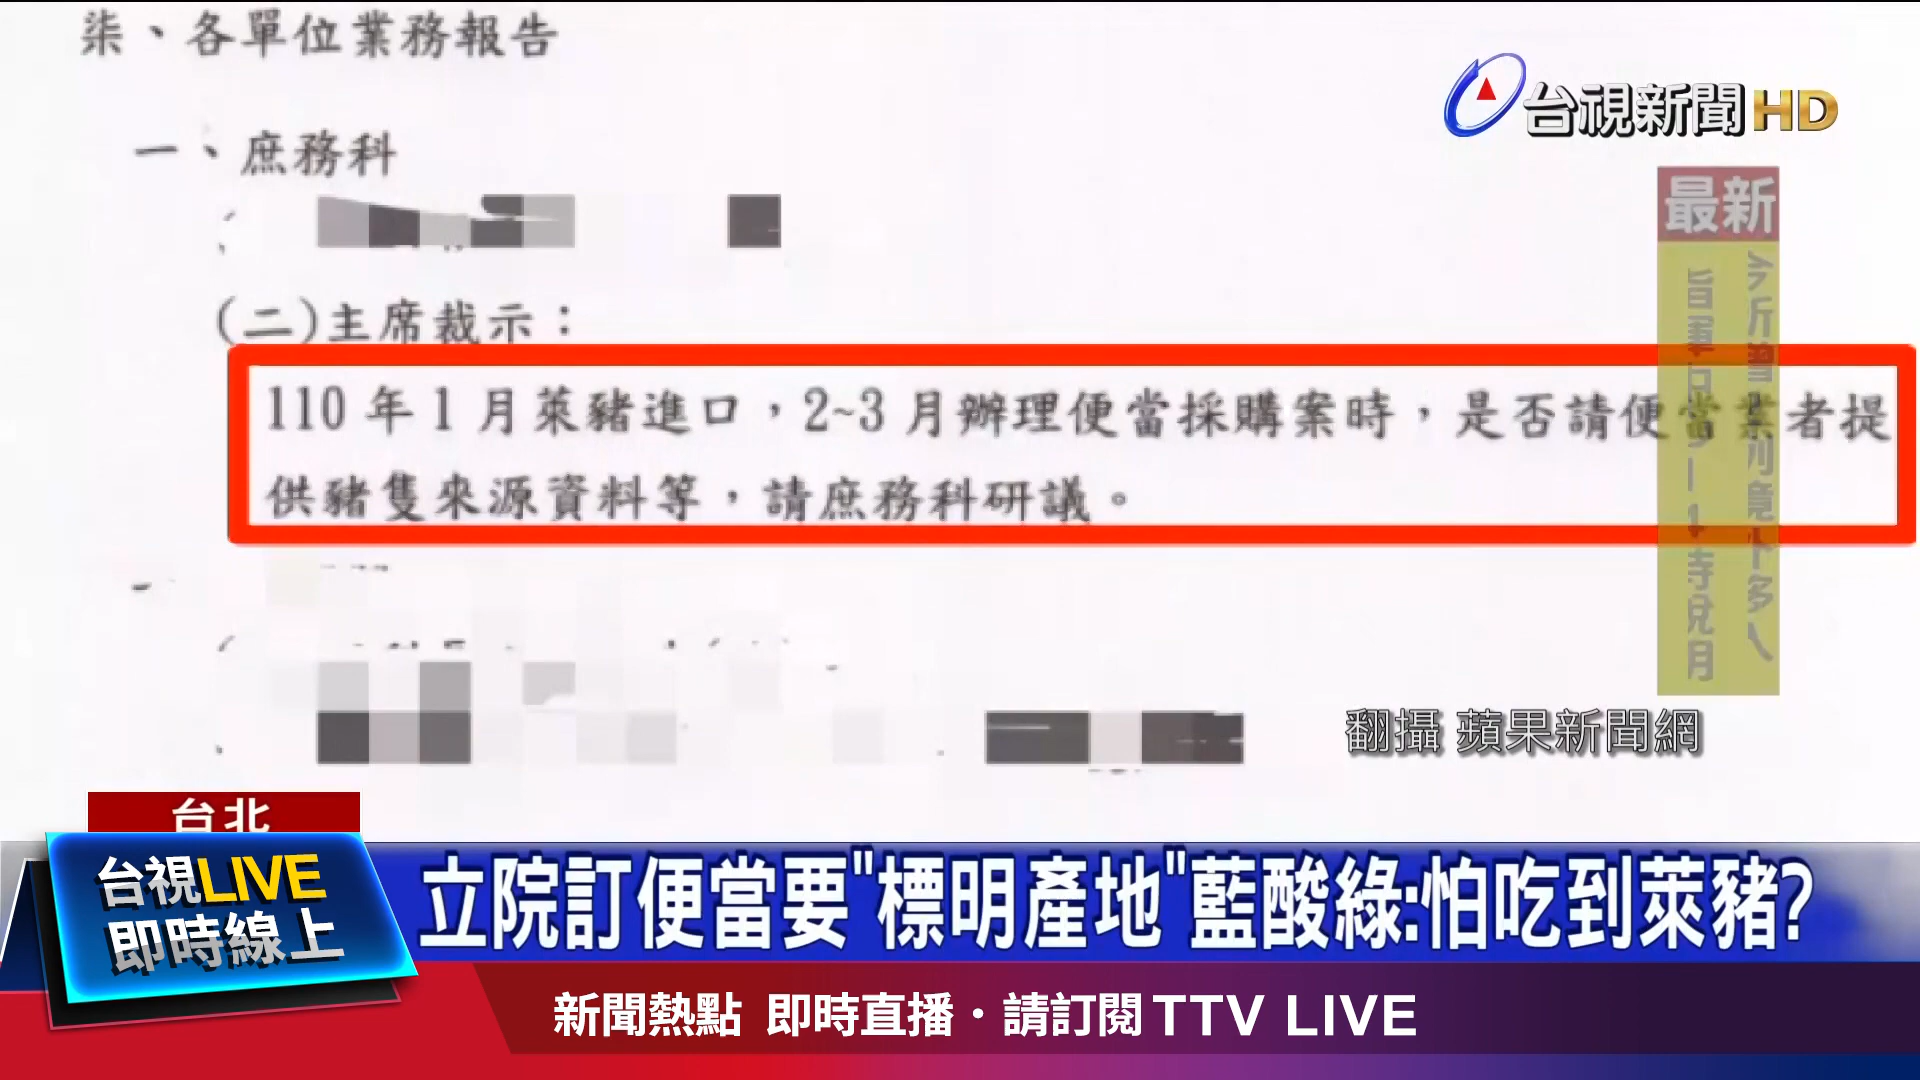 柒、各單位業務報告
台視新聞HD
一、庶務科
最新
(二)主席裁示：
110年1月萊豬進口，2~3月辦理便當採購案時，是否請便當業者提
供豬隻來源資料等，請庶務科研議。
翻攝 蘋果新聞網
台北
台視LIVE
即時線上
立院訂便當要"標明產地"藍酸綠:怕吃到萊豬?
新聞熱點 即時直播・請訂閱TTV LIVE